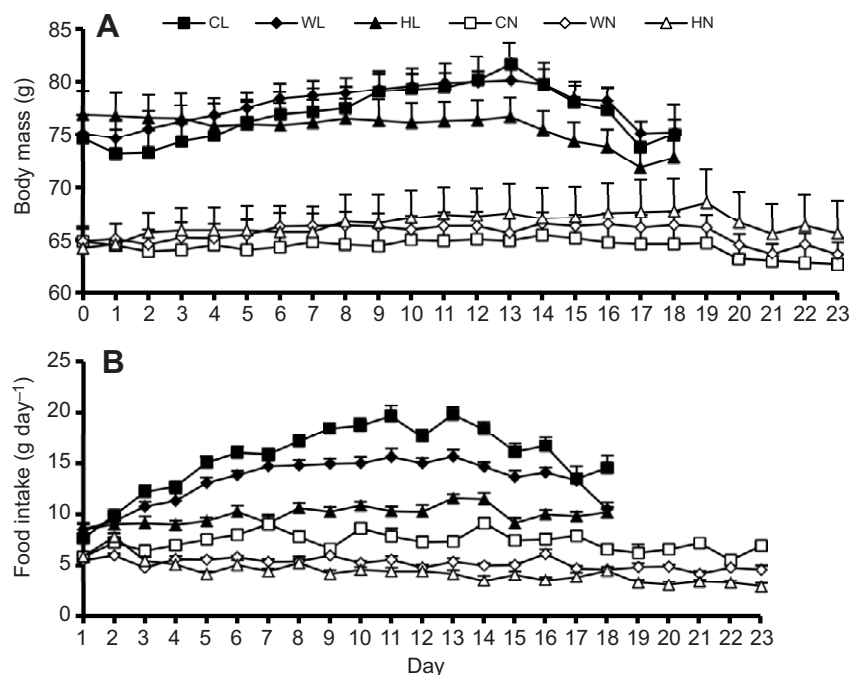 A CL WL HL CN WN HN
85
80
75
70
65
60
Body mass (g)
0 1 2 3 4 5 6 7 8 9 10 11 12 13 14 15 16 17 18 19 20 21 22 23
B
25
20
15
10
5
0
Food intake (g day–1)
1 2 3 4 5 6 7 8 9 10 11 12 13 14 15 16 17 18 19 20 21 22 23
Day